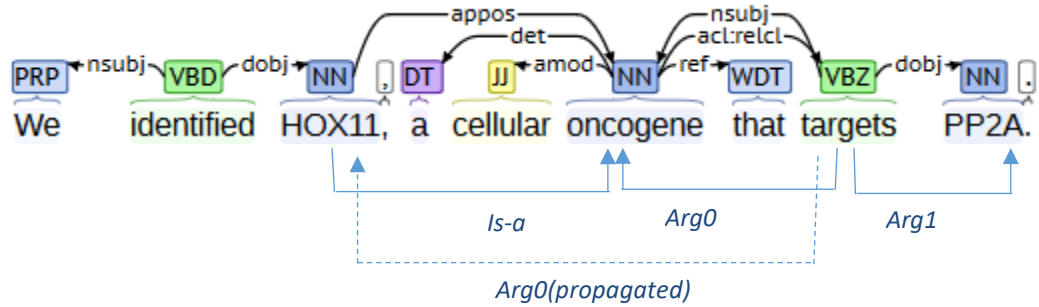 appos nsubj
det acl:relcl
PRP nsubj VBD dobj NN , DT JJ amod NN ref WDT VBZ dobj NN .
We identified HOX11, a cellular oncogene that targets PP2A.
Is-a Arg0 Arg1
Arg0(propagated)